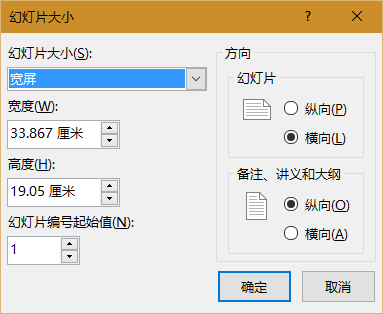 幻灯片大小
幻灯片大小(S):
宽屏
宽度(W):
33.867 厘米
高度(H):
19.05 厘米
幻灯片编号起始值(N):
1
方向
幻灯片
纵向(P)
横向(L)
备注、讲义和大纲
纵向(O)
横向(A)
确定
取消